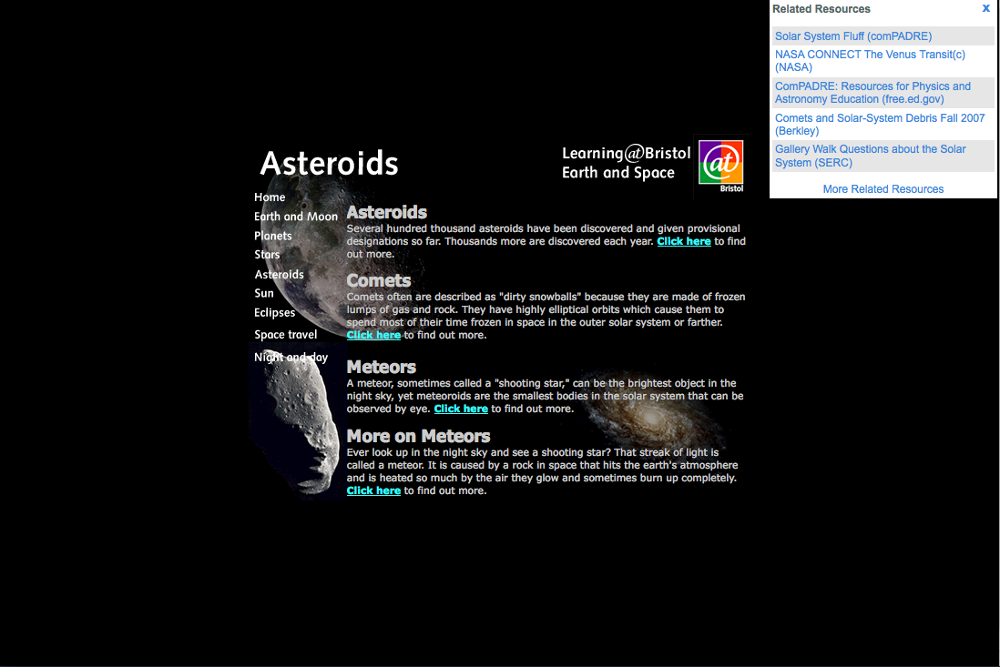 Related Resources x
Solar System Fluff (comPADRE)
NASA CONNECT The Venus Transit(c)
(NASA)
ComPADRE: Resources for Physics and
Astronomy Education (free.ed.gov)
Comets and Solar-System Debris Fall 2007
(Berkley)
Gallery Walk Questions about the Solar
System (SERC)
More Related Resources
Asteroids
Learning@Bristol
Earth and Space
at
Bristol
Home
Earth and Moon
Planets
Stars
Asteroids
Sun
Eclipses
Space travel
Night and day
Asteroids
Several hundred thousand asteroids have been discovered and given provisional
designations so far. Thousands more are discovered each year. Click here to find
out more.
Comets
Comets often are described as "dirty snowballs" because they are made of frozen
lumps of gas and rock. They have highly elliptical orbits which cause them to
spend most of their time frozen in space in the outer solar system or farther.
Click here to find out more.
Meteors
A meteor, sometimes called a "shooting star," can be the brightest object in the
night sky, yet meteoroids are the smallest bodies in the solar system that can be
observed by eye. Click here to find out more.
More on Meteors
Ever look up in the night sky and see a shooting star? That streak of light is
called a meteor. It is caused by a rock in space that hits the earth's atmosphere
and is heated so much by the air they glow and sometimes burn up completely.
Click here to find out more.